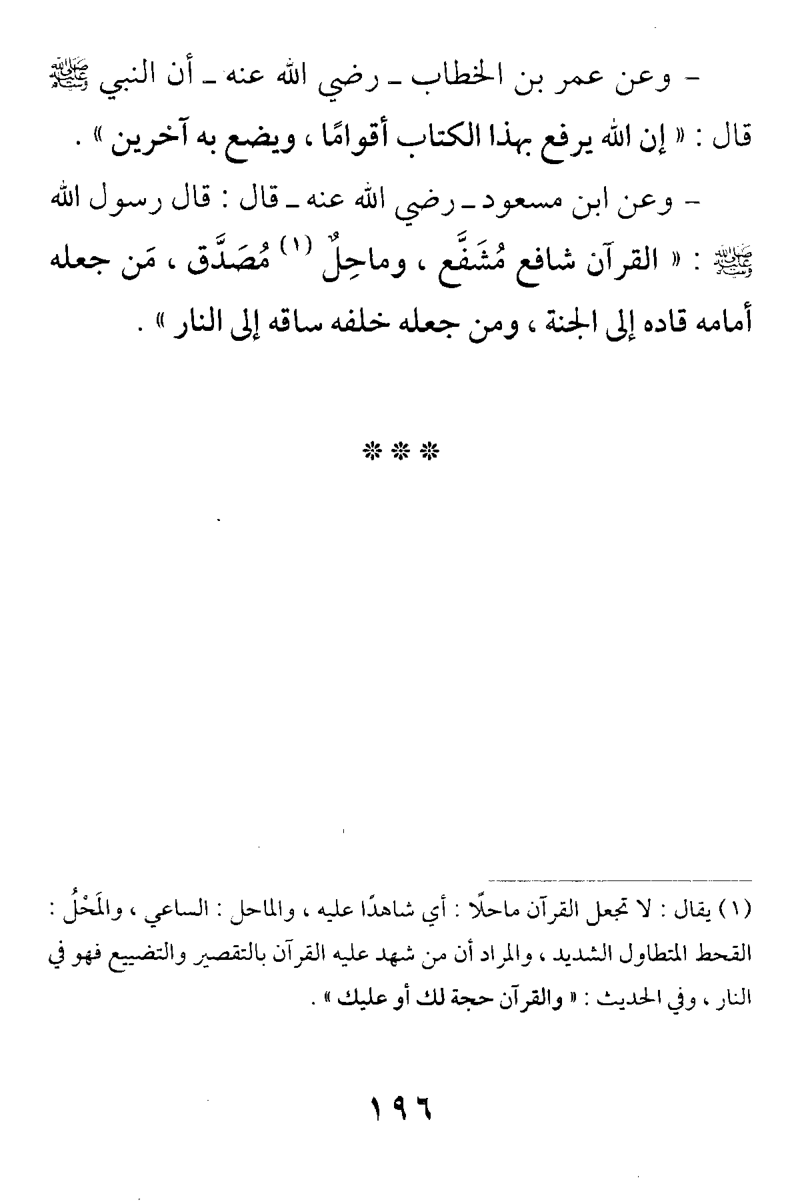 – وعن عمر بن الخطاب ــ رضي الله عنه ــ أن النبي ﷺ
قال : « إن الله يرفع بهذا الكتاب أقوامًا ، ويضع به آخرين » .
– وعن ابن مسعود ــ رضي الله عنه ــ قال : قال رسول الله
ﷺ : « القرآن شافع مُشَفَّع ، وماحِلٌ (١) مُصَدَّق ، مَن جعله
أمامه قاده إلى الجنة ، ومن جعله خلفه ساقه إلى النار » .
* * *
(١) يقال : لا تجعل القرآن ماحلًا : أي شاهدًا عليه ، والماحل : الساعي ، والمَحْلُ :
القحط المتطاول الشديد ، والمراد أن من شهد عليه القرآن بالتقصير والتضييع فهو في
النار ، وفي الحديث : « والقرآن حجة لك أو عليك » .
١٩٦